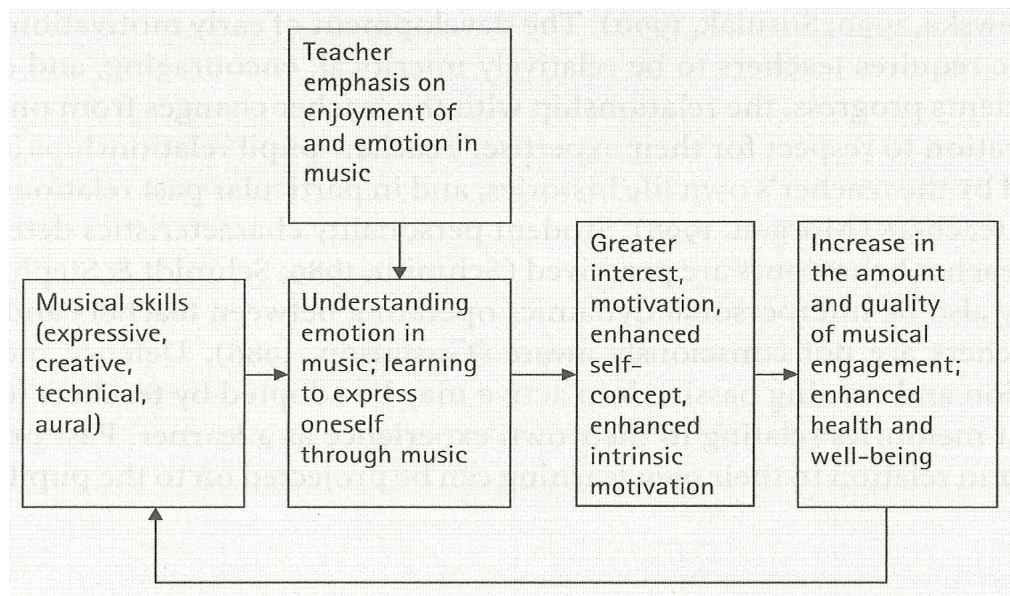 Teacher
emphasis on
enjoyment of
and emotion in
music
Musical skills
(expressive,
creative,
technical,
aural)
Understanding
emotion in
music; learning
to express
oneself
through music
Greater
interest,
motivation,
enhanced
self-
concept,
enhanced
intrinsic
motivation
Increase in
the amount
and quality
of musical
engagement;
enhanced
health and
well-being